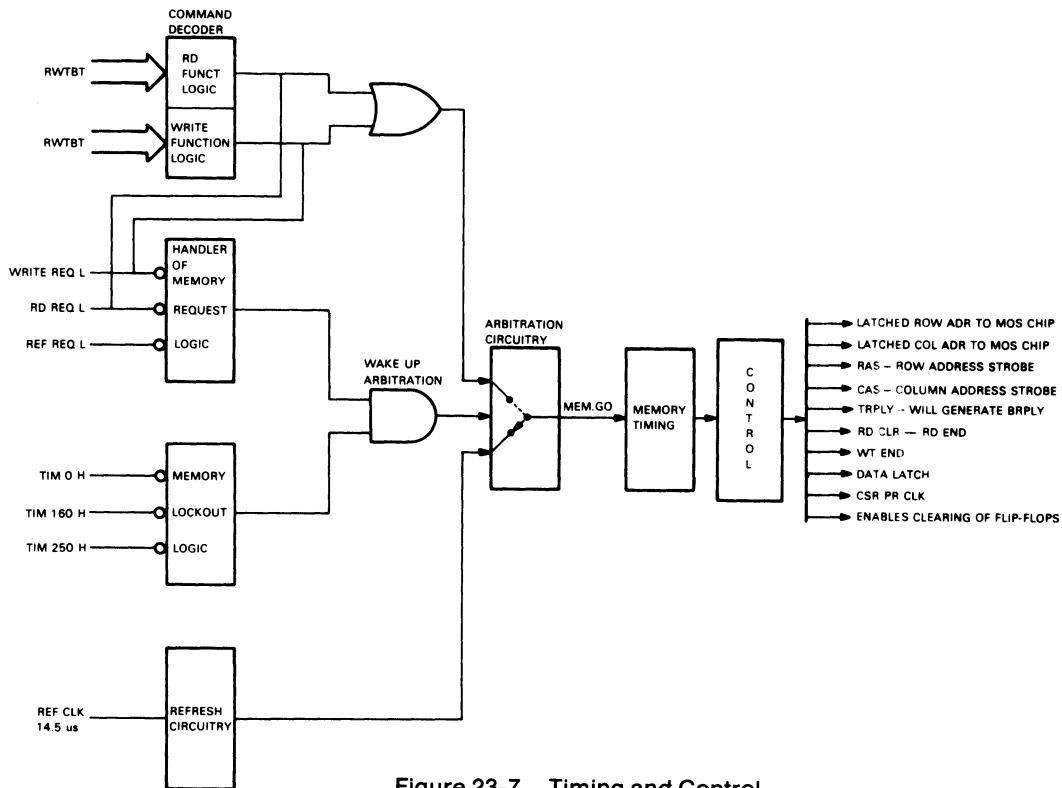 COMMAND
DECODER
RWTBT
RD
FUNCT
LOGIC
RWTBT
WRITE
FUNCTION
LOGIC
WRITE REQ L
RD REQ L
REF REQ L
HANDLER
OF
MEMORY
REQUEST
LOGIC
WAKE UP
ARBITRATION
ARBITRATION
CIRCUITRY
MEM.GO
MEMORY
TIMING
C
O
N
T
R
O
L
LATCHED ROW ADR TO MOS CHIP
LATCHED COL ADR TO MOS CHIP
RAS – ROW ADDRESS STROBE
CAS – COLUMN ADDRESS STROBE
TRPLY – WILL GENERATE BRPLY
RD CLR — RD END
WT END
DATA LATCH
CSR PR CLK
ENABLES CLEARING OF FLIP-FLOPS
TIM 0 H
TIM 160 H
TIM 250 H
MEMORY
LOCKOUT
LOGIC
REF CLK
14.5 us
REFRESH
CIRCUITRY
Figure 23-7 Timing and Control